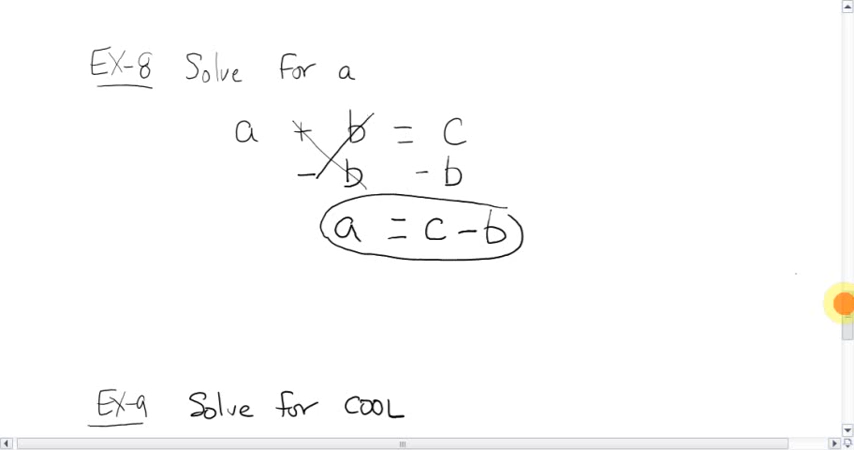 EX-8 Solve for a
a + b = c
- b - b
a = c - b
EX-9 Solve for COOL